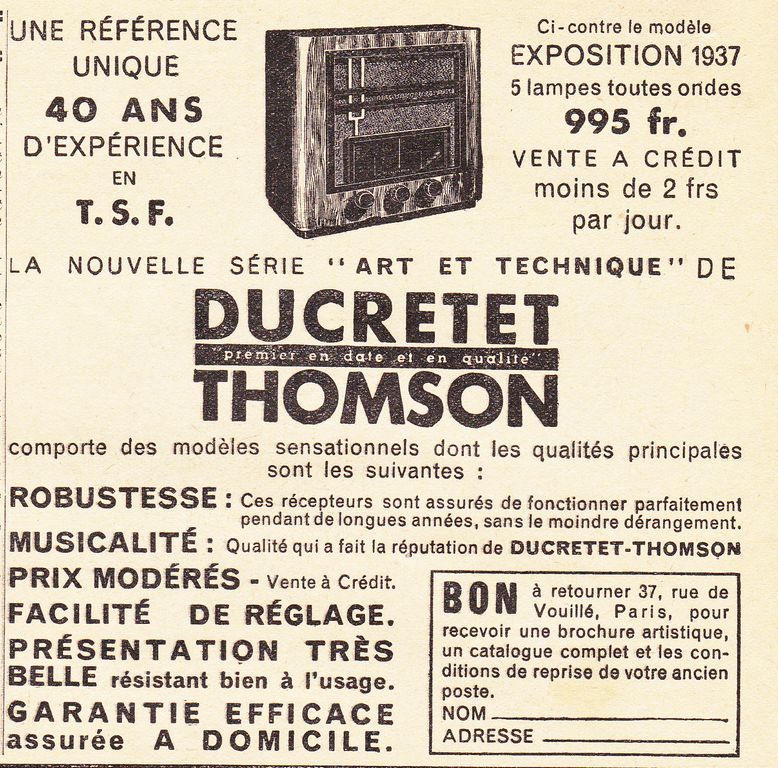 UNE RÉFÉRENCE
UNIQUE
40 ANS
D'EXPÉRIENCE
EN
T. S. F.
Ci-contre le modèle
EXPOSITION 1937
5 lampes toutes ondes
995 fr.
VENTE A CRÉDIT
moins de 2 frs
par jour.
LA NOUVELLE SÉRIE "ART ET TECHNIQUE" DE
DUCRETET
"premier en date et en qualité"
THOMSON
comporte des modèles sensationnels dont les qualités principales
sont les suivantes :
ROBUSTESSE : Ces récepteurs sont assurés de fonctionner parfaitement
pendant de longues années, sans le moindre dérangement.
MUSICALITÉ : Qualité qui a fait la réputation de DUCRETET-THOMSON
PRIX MODÉRÉS - Vente à Crédit.
FACILITÉ DE RÉGLAGE.
PRÉSENTATION TRÈS
BELLE résistant bien à l'usage.
GARANTIE EFFICACE
assurée A DOMICILE.
BON à retourner 37, rue de
Vouillé, Paris, pour
recevoir une brochure artistique,
un catalogue complet et les con-
ditions de reprise de votre ancien
poste.
NOM
ADRESSE